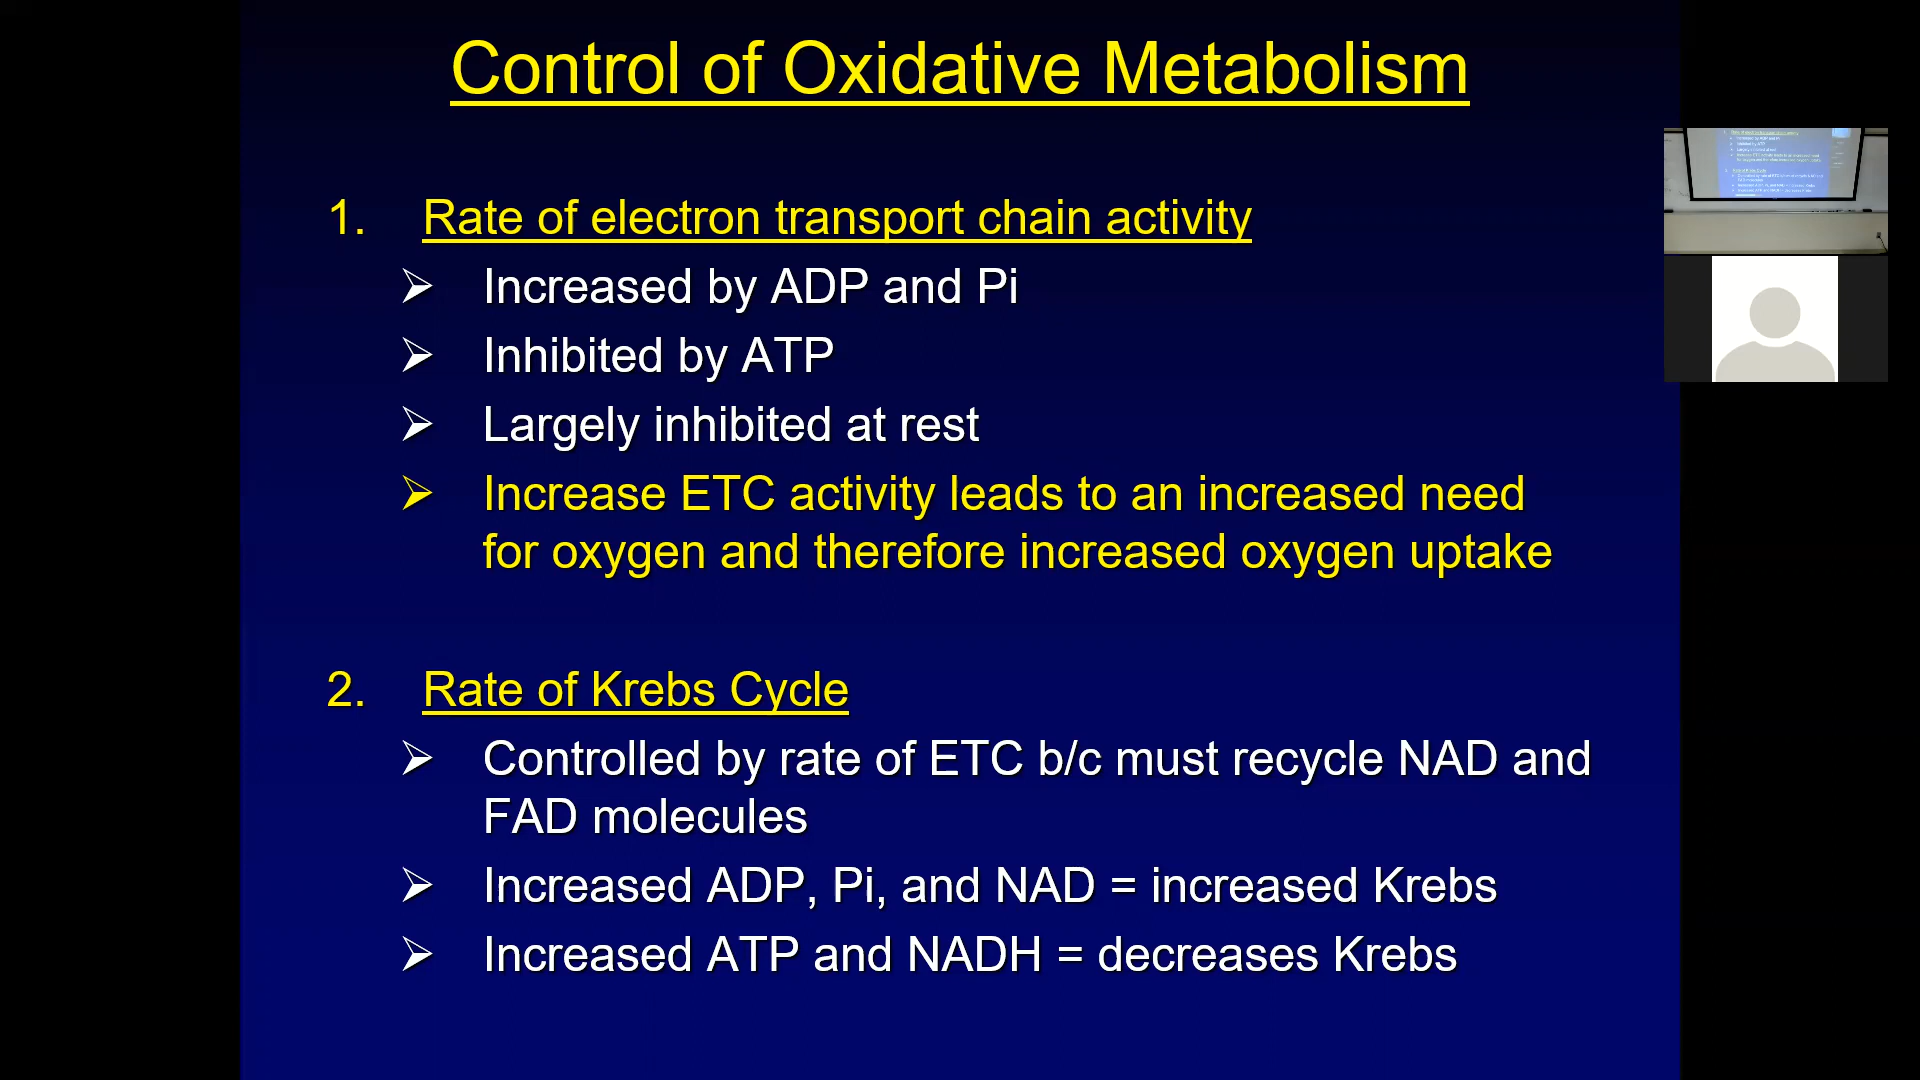 Control of Oxidative Metabolism
1. Rate of electron transport chain activity
➢ Increased by ADP and Pi
➢ Inhibited by ATP
➢ Largely inhibited at rest
➢ Increase ETC activity leads to an increased need
for oxygen and therefore increased oxygen uptake
2. Rate of Krebs Cycle
➢ Controlled by rate of ETC b/c must recycle NAD and
FAD molecules
➢ Increased ADP, Pi, and NAD = increased Krebs
➢ Increased ATP and NADH = decreases Krebs